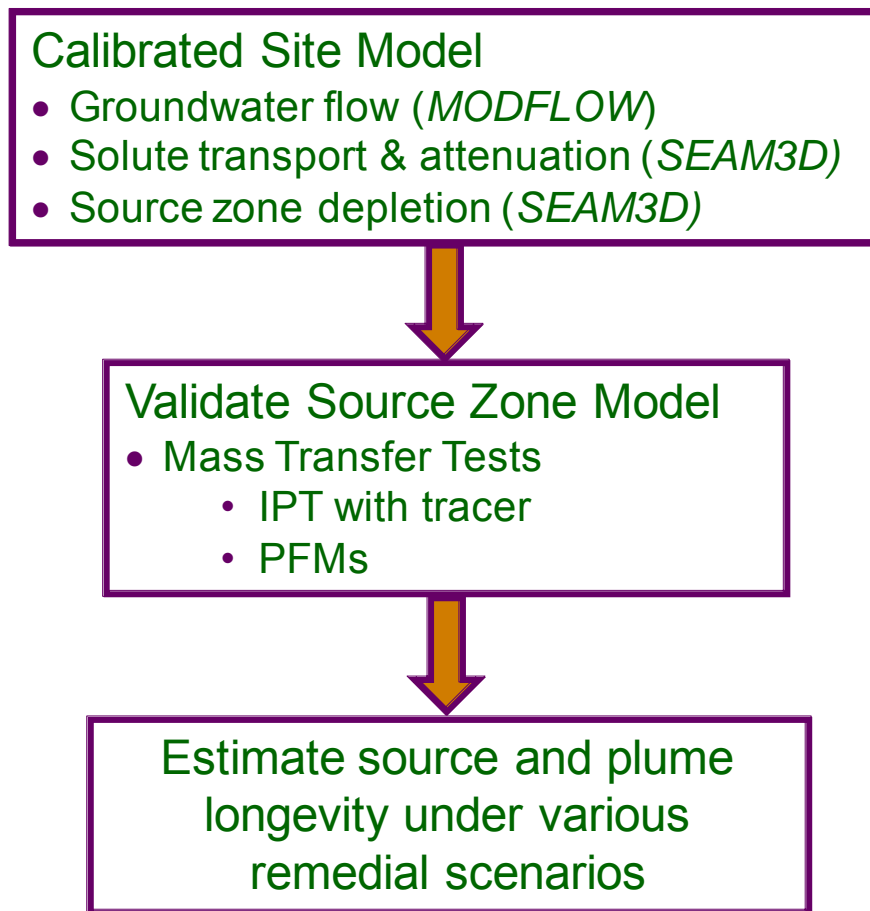 Calibrated Site Model
• Groundwater flow (MODFLOW)
• Solute transport & attenuation (SEAM3D)
• Source zone depletion (SEAM3D)
Validate Source Zone Model
• Mass Transfer Tests
• IPT with tracer
• PFMs
Estimate source and plume
longevity under various
remedial scenarios